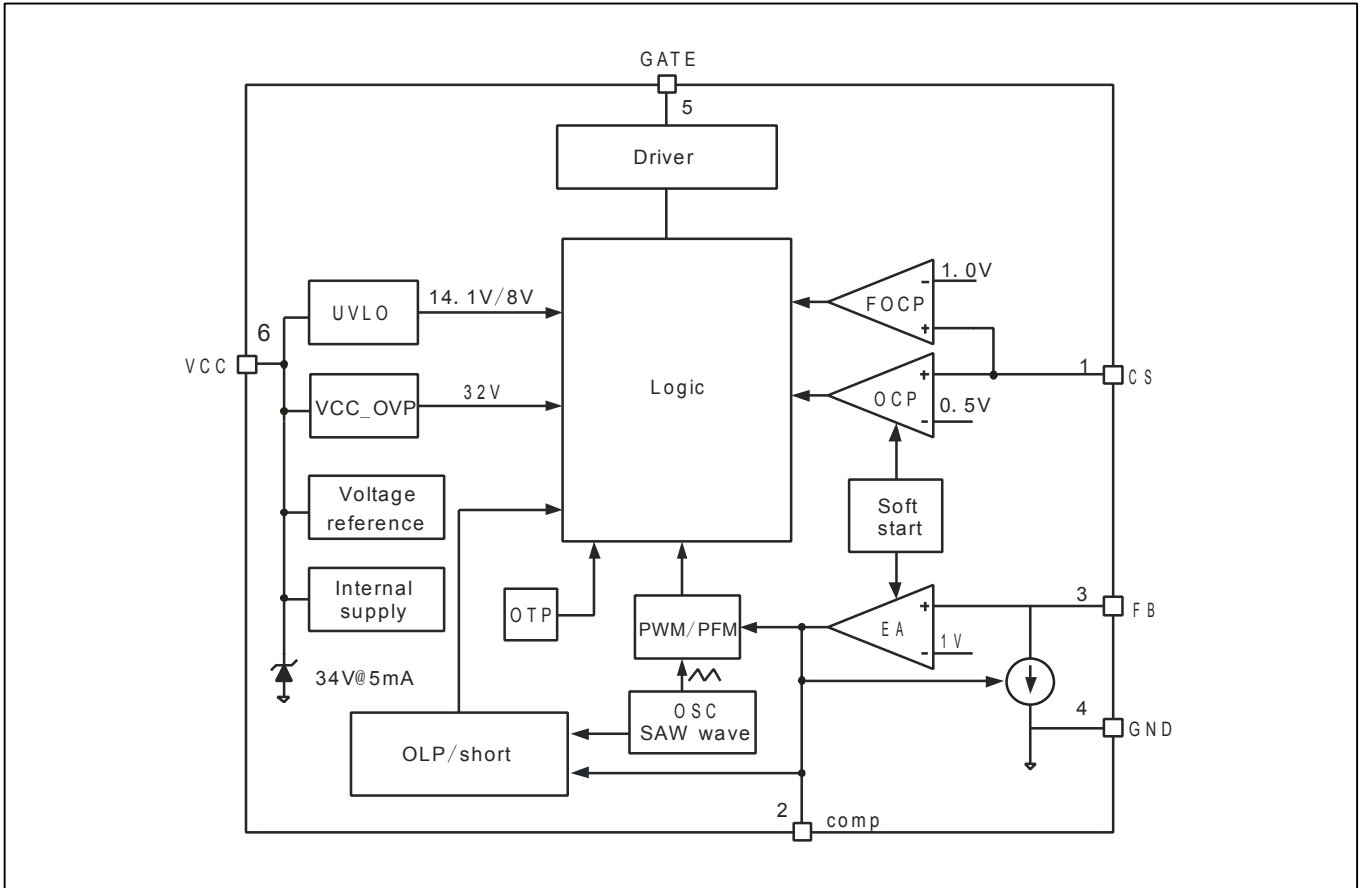 GATE
5
Driver
UVLO
14.1V/8V
6
VCC
VCC_OVP
32V
Voltage
reference
Internal
supply
34V@5mA
Logic
1.0V
-
FOCP
+
+
OCP
0.5V
-
1
CS
Soft
start
OTP
PWM/PFM
+
EA
1V
-
3
FB
OSC
SAW wave
OLP/short
4
GND
2
comp